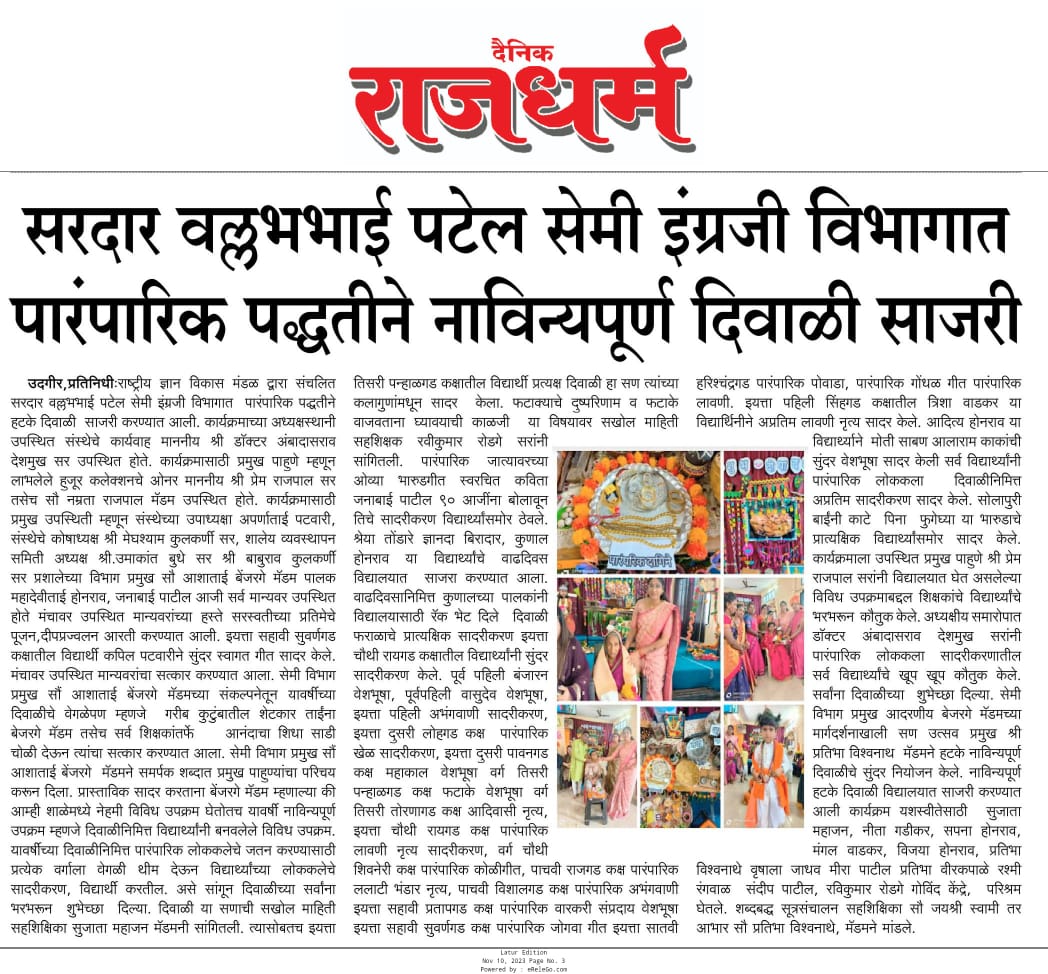 दैनिक
राजधर्म
सरदार वल्लभभाई पटेल सेमी इंग्रजी विभागात
पारंपारिक पद्धतीने नाविन्यपूर्ण दिवाळी साजरी
उदगीर,प्रतिनिधीःराष्ट्रीय ज्ञान विकास मंडळ द्वारा संचलित
सरदार वल्लभभाई पटेल सेमी इंग्रजी विभागात पारंपारिक पद्धतीने
हटके दिवाळी साजरी करण्यात आली. कार्यक्रमाच्या अध्यक्षस्थानी
उपस्थित संस्थेचे कार्यवाह माननीय श्री डॉक्टर अंबादासराव
देशमुख सर उपस्थित होते. कार्यक्रमासाठी प्रमुख पाहुणे म्हणून
लाभलेले हुजूर कलेक्शनचे ओनर माननीय श्री प्रेम राजपाल सर
तसेच सौ नम्रता राजपाल मॅडम उपस्थित होते. कार्यक्रमासाठी
प्रमुख उपस्थिती म्हणून संस्थेच्या उपाध्यक्षा अपर्णाताई पटवारी,
संस्थेचे कोषाध्यक्ष श्री मेघश्याम कुलकर्णी सर, शालेय व्यवस्थापन
समिती अध्यक्ष श्री.उमाकांत बुधे सर श्री बाबुराव कुलकर्णी
सर प्रशालेच्या विभाग प्रमुख सौ आशाताई बेंजरगे मॅडम पालक
महादेवीताई होनराव, जनाबाई पाटील आजी सर्व मान्यवर उपस्थित
होते मंचावर उपस्थित मान्यवरांच्या हस्ते सरस्वतीच्या प्रतिमेचे
पूजन,दीपप्रज्वलन आरती करण्यात आली. इयत्ता सहावी सुवर्णगड
कक्षातील विद्यार्थी कपिल पटवारीने सुंदर स्वागत गीत सादर केले.
मंचावर उपस्थित मान्यवरांचा सत्कार करण्यात आला. सेमी विभाग
प्रमुख सौं आशाताई बेंजरगे मॅडमच्या संकल्पनेतून यावर्षीच्या
दिवाळीचे वेगळेपण म्हणजे गरीब कुटुंबातील शेटकार ताईंना
बेजरगे मॅडम तसेच सर्व शिक्षकांतर्फे आनंदाचा शिधा साडी
चोळी देऊन त्यांचा सत्कार करण्यात आला. सेमी विभाग प्रमुख सौं
आशाताई बेंजरगे मॅडमने समर्पक शब्दात प्रमुख पाहुण्यांचा परिचय
करून दिला. प्रास्ताविक सादर करताना बेंजरगे मॅडम म्हणाल्या की
आम्ही शाळेमध्ये नेहमी विविध उपक्रम घेतोतच यावर्षी नाविन्यपूर्ण
उपक्रम म्हणजे दिवाळीनिमित्त विद्यार्थ्यांनी बनवलेले विविध उपक्रम.
यावर्षीच्या दिवाळीनिमित्त पारंपारिक लोककलेचे जतन करण्यासाठी
प्रत्येक वर्गाला वेगळी थीम देऊन विद्यार्थ्यांच्या लोककलेचे
सादरीकरण, विद्यार्थी करतील. असे सांगून दिवाळीच्या सर्वांना
भरभरून शुभेच्छा दिल्या. दिवाळी या सणाची सखोल माहिती
सहशिक्षिका सुजाता महाजन मॅडमनी सांगितली. त्यासोबतच इयत्ता
तिसरी पन्हाळगड कक्षातील विद्यार्थी प्रत्यक्ष दिवाळी हा सण त्यांच्या
कलागुणांमधून सादर केला. फटाक्याचे दुष्परिणाम व फटाके
वाजवताना घ्यावयाची काळजी या विषयावर सखोल माहिती
सहशिक्षक रवीकुमार रोडगे सरांनी
सांगितली. पारंपारिक जात्यावरच्या
ओव्या भारुडगीत स्वरचित कविता
जनाबाई पाटील ९० आजींना बोलावून
तिचे सादरीकरण विद्यार्थ्यांसमोर ठेवले.
श्रेया तोंडारे ज्ञानदा बिरादार, कुणाल
होनराव या विद्यार्थ्यांचे वाढदिवस
विद्यालयात साजरा करण्यात आला.
वाढदिवसानिमित्त कुणालच्या पालकांनी
विद्यालयासाठी रॅक भेट दिले दिवाळी
फराळाचे प्रात्यक्षिक सादरीकरण इयत्ता
चौथी रायगड कक्षातील विद्यार्थ्यांनी सुंदर
सादरीकरण केले. पूर्व पहिली बंजारन
वेशभूषा, पूर्वपहिली वासुदेव वेशभूषा,
इयत्ता पहिली अभंगवाणी सादरीकरण,
इयत्ता दुसरी लोहगड कक्ष पारंपारिक
खेळ सादरीकरण, इयत्ता दुसरी पावनगड
कक्ष महाकाल वेशभूषा वर्ग तिसरी
पन्हाळगड कक्ष फटाके वेशभूषा वर्ग
तिसरी तोरणागड कक्ष आदिवासी नृत्य,
इयत्ता चौथी रायगड कक्ष पारंपारिक
लावणी नृत्य सादरीकरण, वर्ग चौथी
शिवनेरी कक्ष पारंपारिक कोळीगीत, पाचवी राजगड कक्ष पारंपारिक
ललाटी भंडार नृत्य, पाचवी विशालगड कक्ष पारंपारिक अभंगवाणी
इयत्ता सहावी प्रतापगड कक्ष पारंपारिक वारकरी संप्रदाय वेशभूषा
इयत्ता सहावी सुवर्णगड कक्ष पारंपारिक जोगवा गीत इयत्ता सातवी
हरिश्चंद्रगड पारंपारिक पोवाडा, पारंपारिक गोंधळ गीत पारंपारिक
लावणी. इयत्ता पहिली सिंहगड कक्षातील त्रिशा वाडकर या
विद्यार्थिनीने अप्रतिम लावणी नृत्य सादर केले. आदित्य होनराव या
विद्यार्थ्याने मोती साबण आलाराम काकांची
सुंदर वेशभूषा सादर केली सर्व विद्यार्थ्यांनी
पारंपारिक लोककला दिवाळीनिमित्त
अप्रतिम सादरीकरण सादर केले. सोलापुरी
बाईंनी काटे पिना फुगेघ्या या भारुडाचे
प्रात्यक्षिक विद्यार्थ्यांसमोर सादर केले.
कार्यक्रमाला उपस्थित प्रमुख पाहुणे श्री प्रेम
राजपाल सरांनी विद्यालयात घेत असलेल्या
विविध उपक्रमाबद्दल शिक्षकांचे विद्यार्थ्यांचे
भरभरून कौतुक केले. अध्यक्षीय समारोपात
डॉक्टर अंबादासराव देशमुख सरांनी
पारंपारिक लोककला सादरीकरणातील
सर्व विद्यार्थ्यांचे खूप खूप कौतुक केले.
सर्वांना दिवाळीच्या शुभेच्छा दिल्या. सेमी
विभाग प्रमुख आदरणीय बेजरगे मॅडमच्या
मार्गदर्शनाखाली सण उत्सव प्रमुख श्री
प्रतिभा विश्वनाथ मॅडमने हटके नाविन्यपूर्ण
दिवाळीचे सुंदर नियोजन केले. नाविन्यपूर्ण
हटके दिवाळी विद्यालयात साजरी करण्यात
आली कार्यक्रम यशस्वीतेसाठी सुजाता
महाजन, नीता गडीकर, सपना होनराव,
मंगल वाडकर, विजया होनराव, प्रतिभा
विश्वनाथे वृषाला जाधव मीरा पाटील प्रतिभा वीरकपाळे रश्मी
रंगवाळ संदीप पाटील, रविकुमार रोडगे गोविंद केंद्रे, परिश्रम
घेतले. शब्दबद्ध सूत्रसंचालन सहशिक्षिका सौ जयश्री स्वामी तर
आभार सौ प्रतिभा विश्वनाथे, मॅडमने मांडले.
पारंपारिक दागिने
Latur Edition
Nov 10, 2023 Page No. 3
Powered by : eReleGo.com